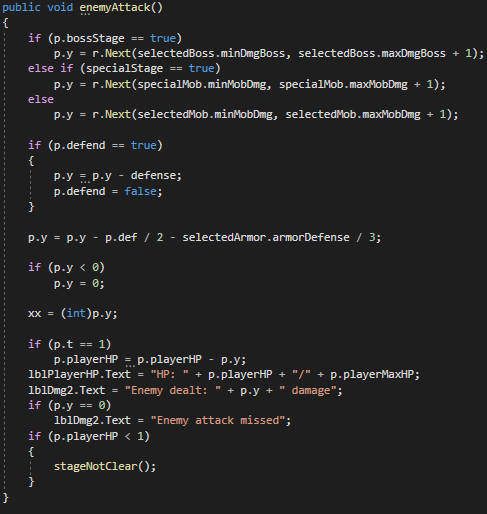 public void enemyAttack()
{
if (p.bossStage == true)
p.y = r.Next(selectedBoss.minDmgBoss, selectedBoss.maxDmgBoss + 1);
else if (specialStage == true)
p.y = r.Next(specialMob.minMobDmg, specialMob.maxMobDmg + 1);
else
p.y = r.Next(selectedMob.minMobDmg, selectedMob.maxMobDmg + 1);
if (p.defend == true)
{
p.y = p.y - defense;
p.defend = false;
}
p.y = p.y - p.def / 2 - selectedArmor.armorDefense / 3;
if (p.y < 0)
p.y = 0;
xx = (int)p.y;
if (p.t == 1)
p.playerHP = p.playerHP - p.y;
lblPlayerHP.Text = "HP: " + p.playerHP + "/" + p.playerMaxHP;
lblDmg2.Text = "Enemy dealt: " + p.y + " damage";
if (p.y == 0)
lblDmg2.Text = "Enemy attack missed";
if (p.playerHP < 1)
{
stageNotClear();
}
}